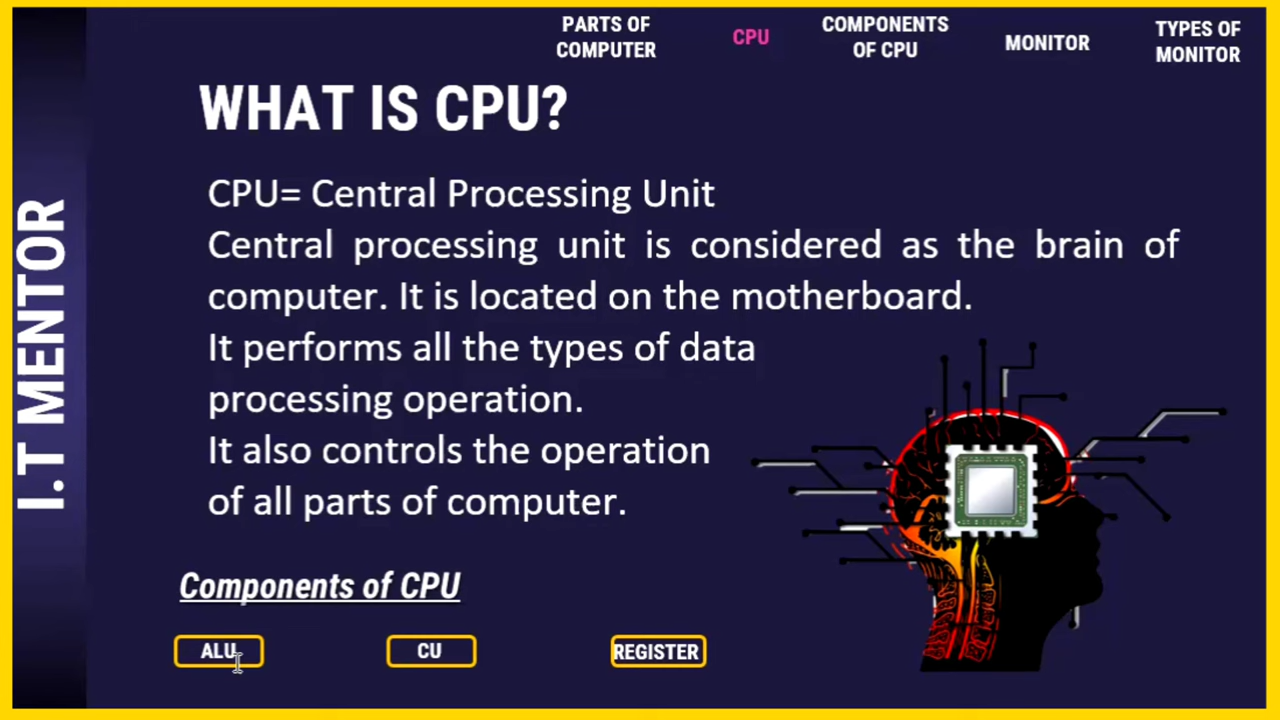 PARTS OF
COMPUTER
CPU
COMPONENTS
OF CPU
MONITOR
TYPES OF
MONITOR
I.T MENTOR
WHAT IS CPU?
CPU= Central Processing Unit
Central processing unit is considered as the brain of
computer. It is located on the motherboard.
It performs all the types of data
processing operation.
It also controls the operation
of all parts of computer.
Components of CPU
ALU
CU
REGISTER